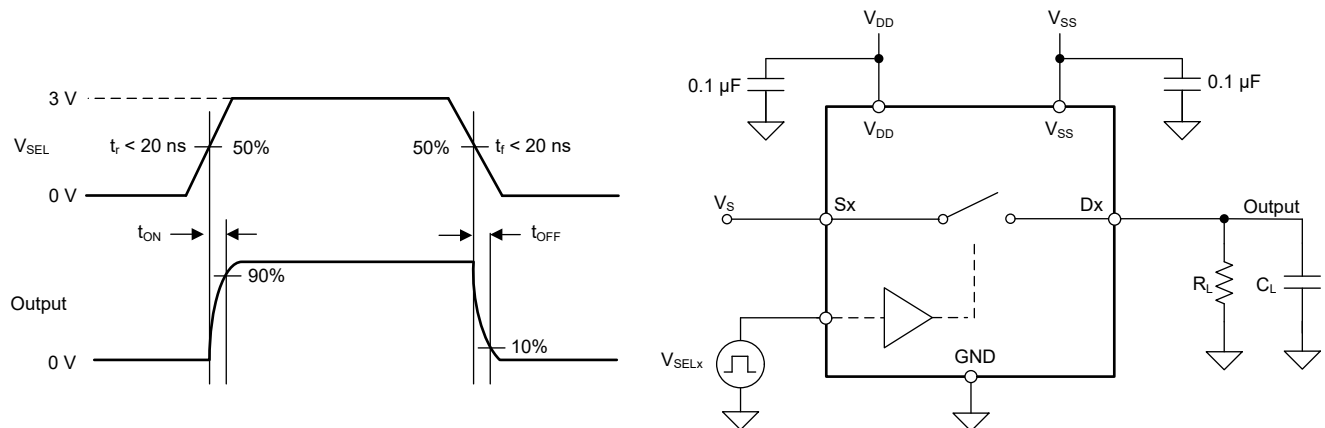 3 V
V_SEL
t_r < 20 ns
50%
50%
t_f < 20 ns
0 V
t_ON
t_OFF
90%
Output
10%
0 V
V_DD
V_SS
0.1 µF
0.1 µF
V_DD
V_SS
V_S
Sx
Dx
Output
R_L
C_L
V_SELx
GND